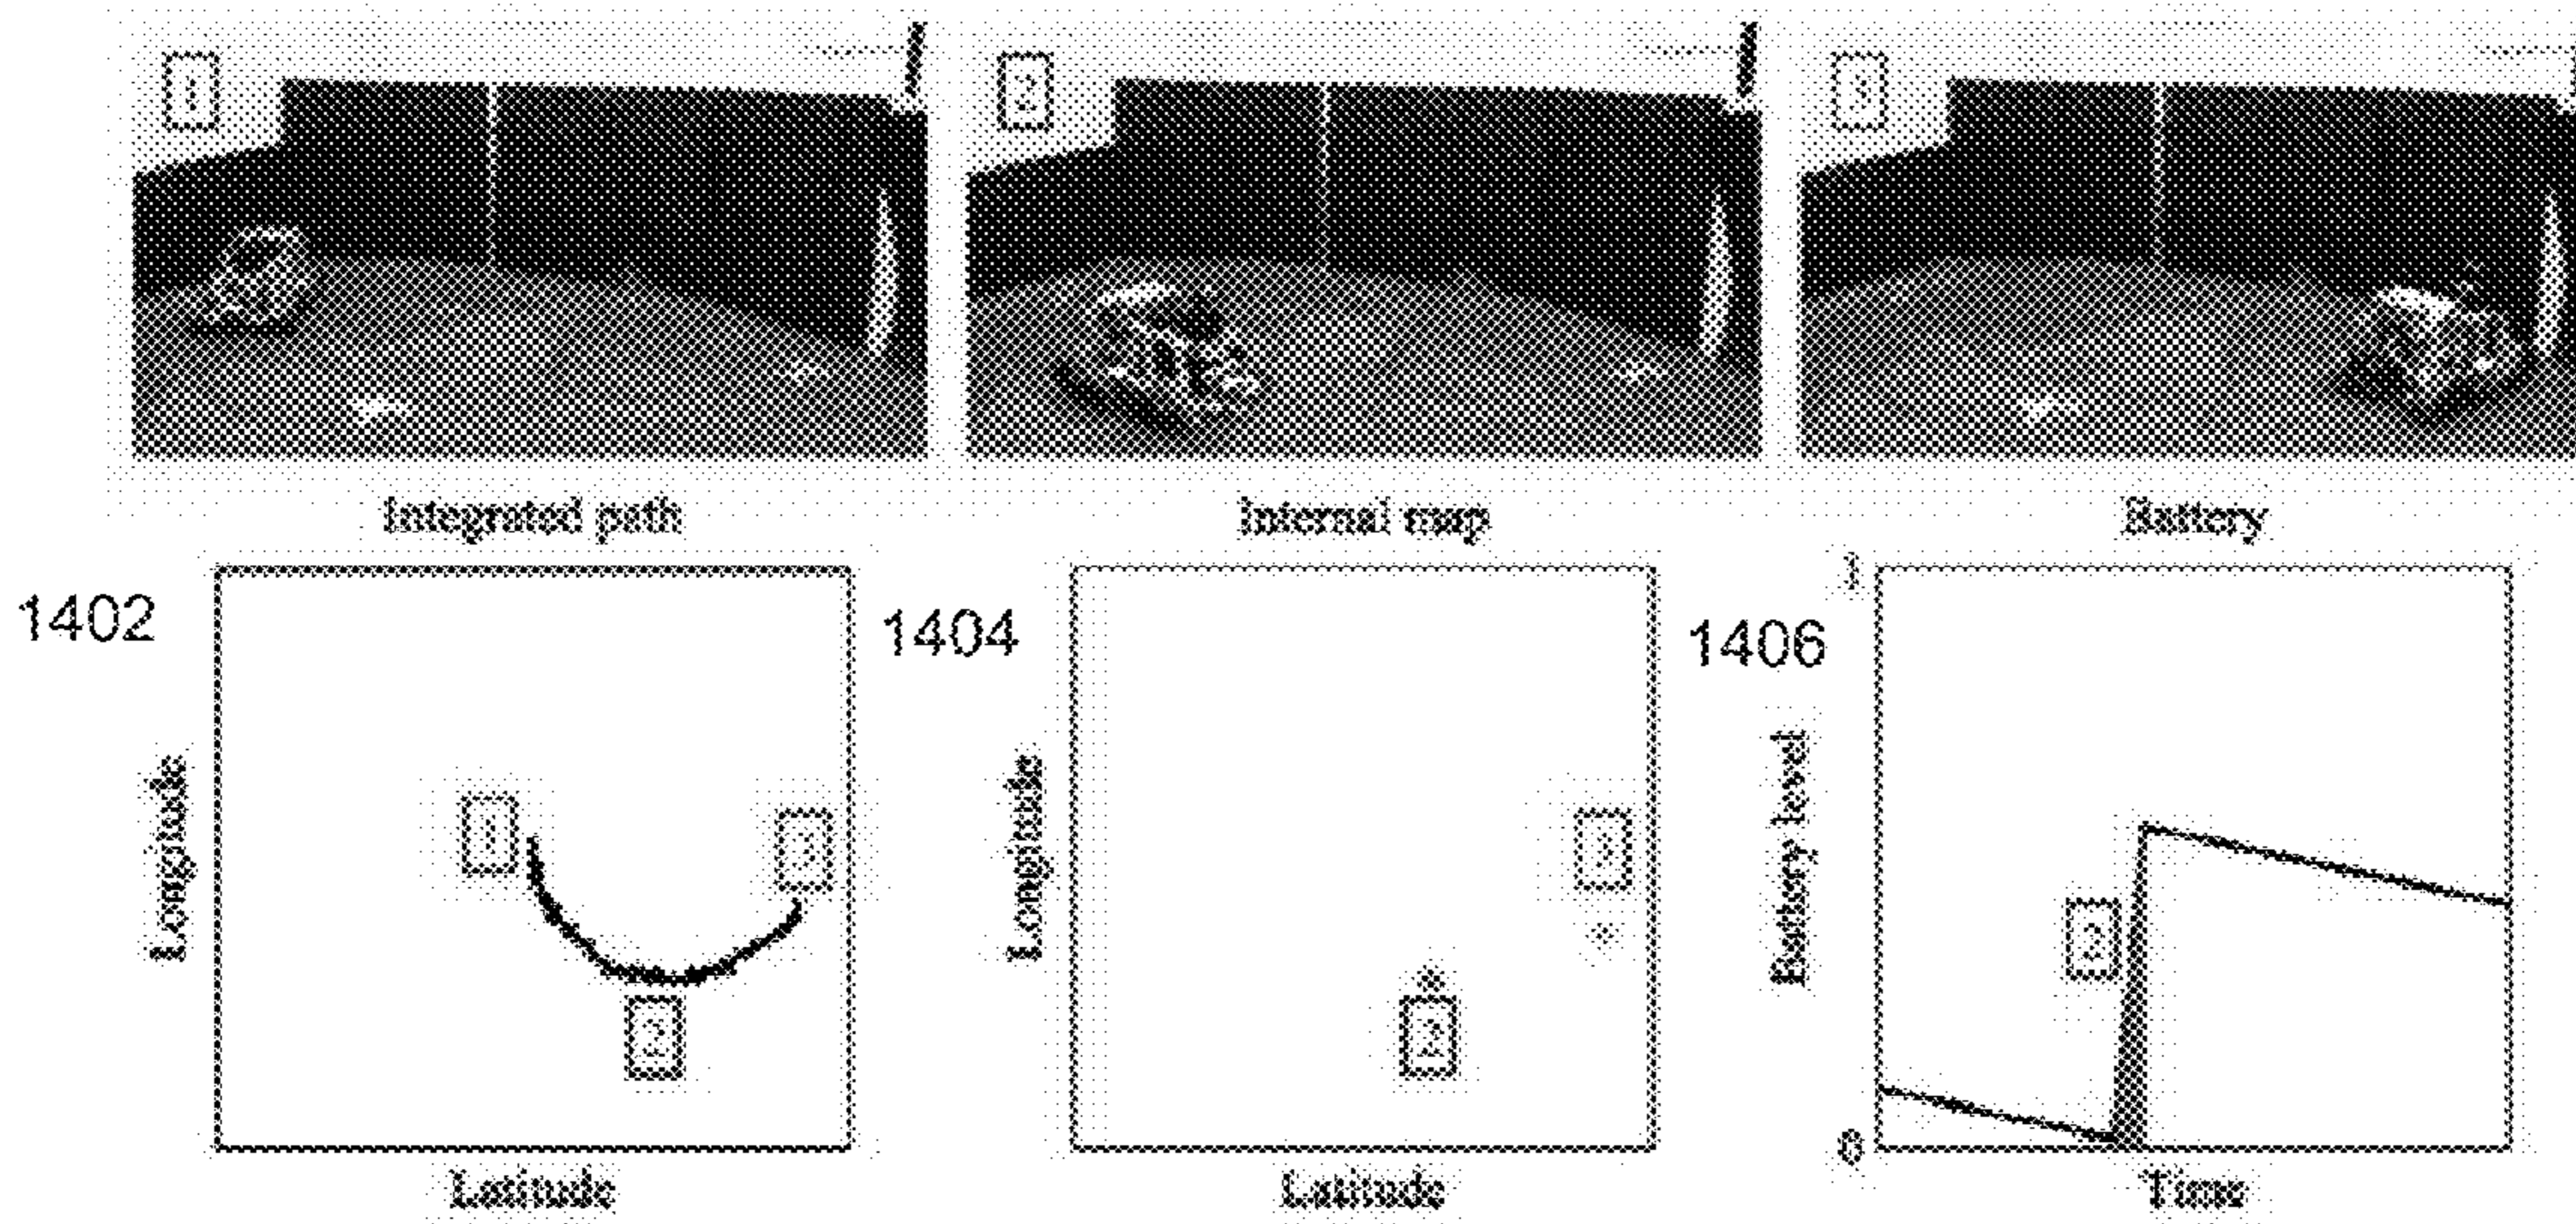 1
2
3
Integrated path
Internal map
Battery
1402
1404
1406
1
Longitude
Longitude
Battery level
1
3
3
2
2
2
0
Latitude
Latitude
Time